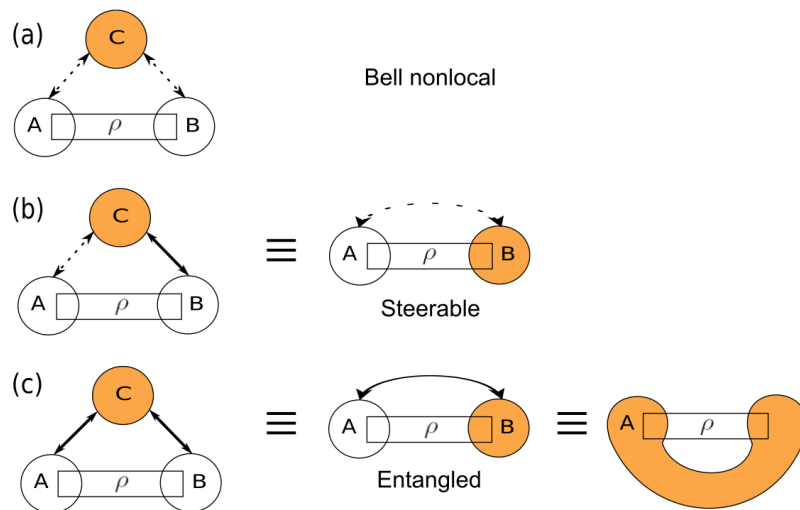 (a)
C
A ρ B
Bell nonlocal
(b)
C
A ρ B
≡
A ρ B
Steerable
(c)
C
A ρ B
≡
A ρ B
Entangled
≡
A ρ